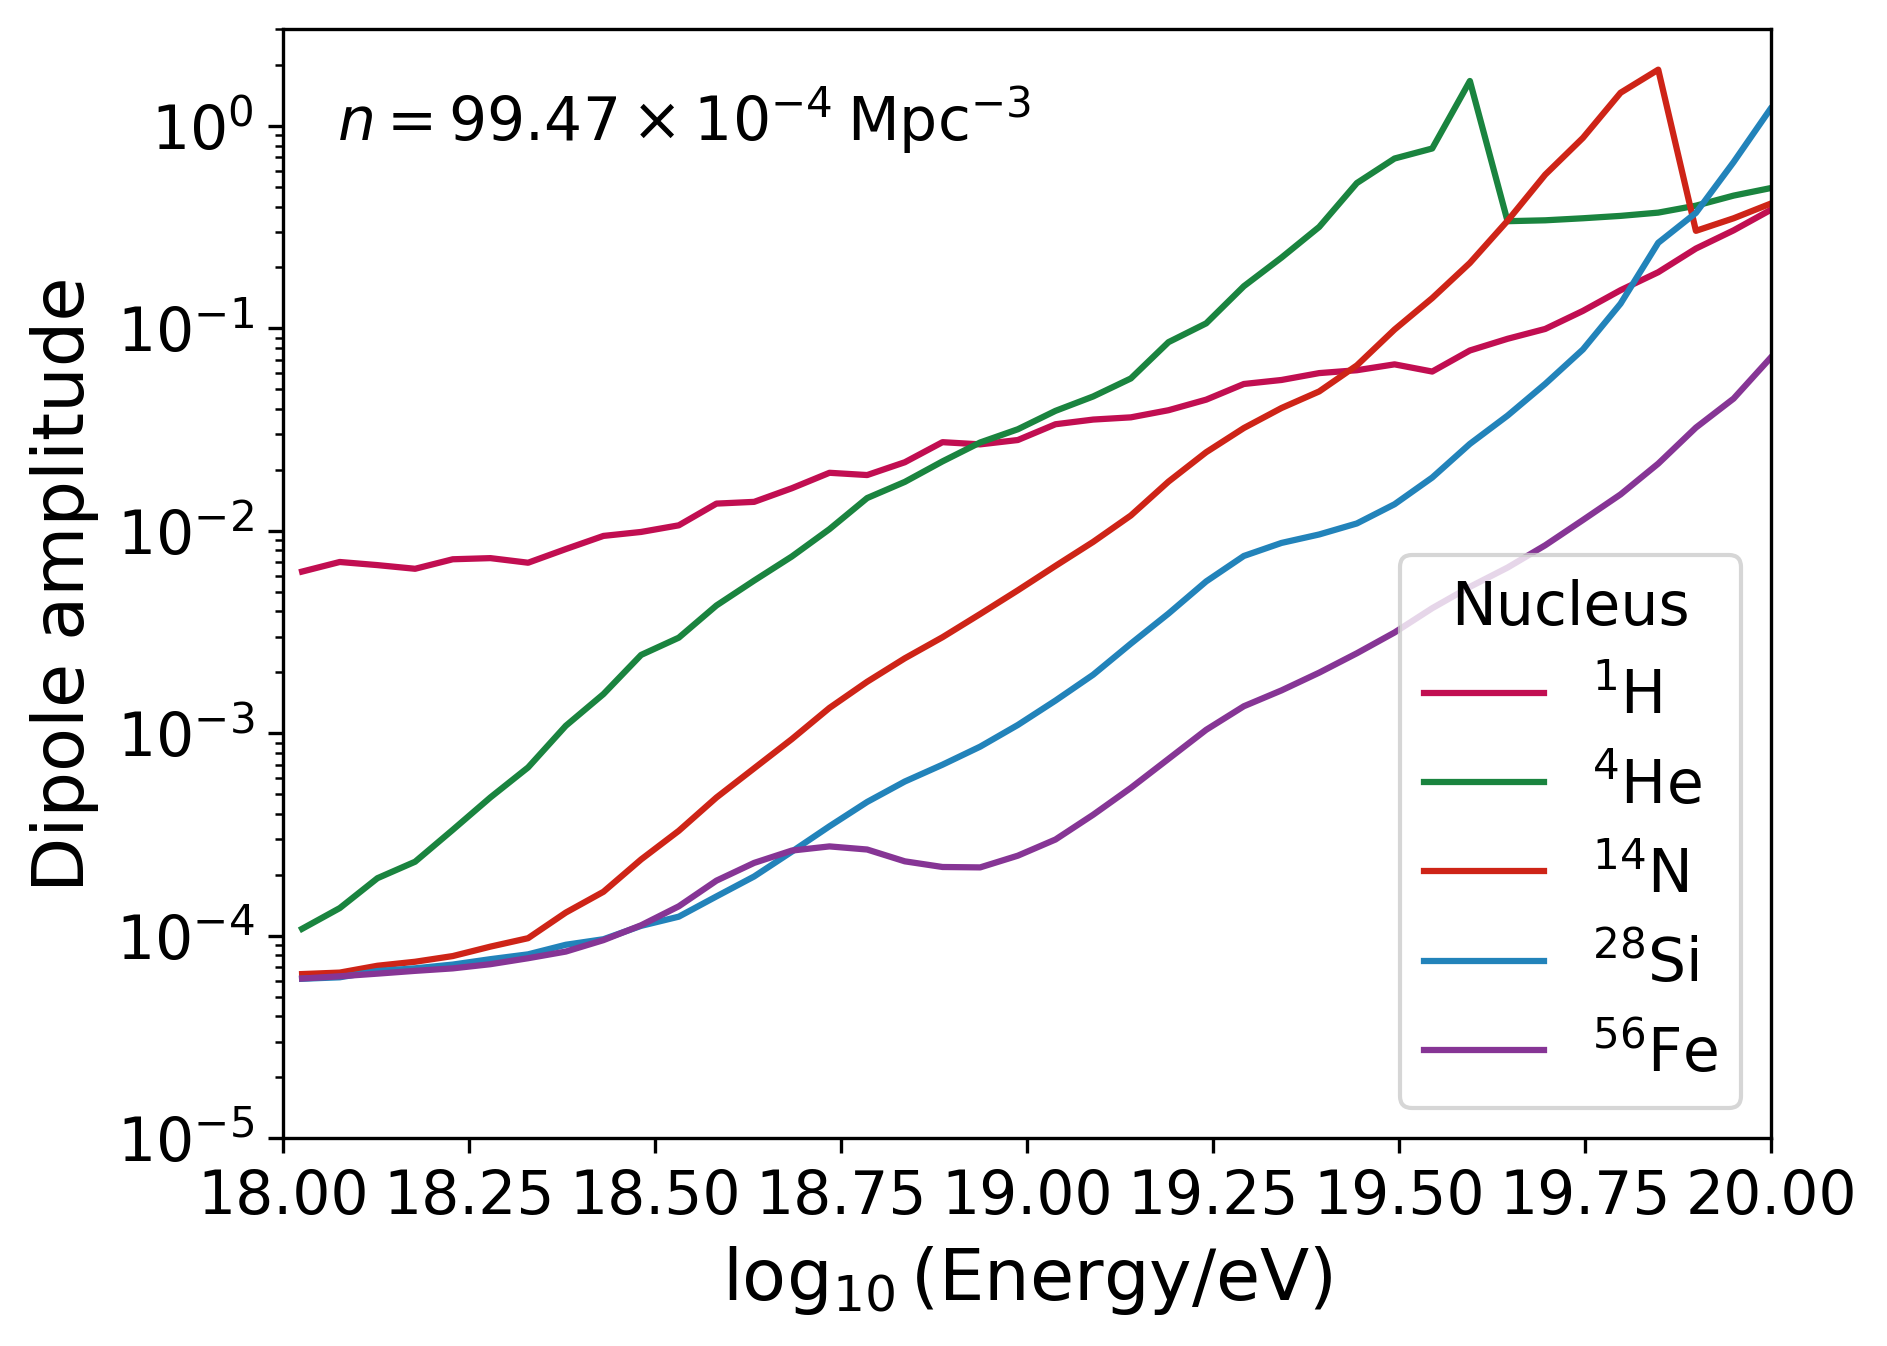 n = 99.47 × 10⁻⁴ Mpc⁻³
Dipole amplitude
10⁰
10⁻¹
10⁻²
10⁻³
10⁻⁴
10⁻⁵
Nucleus
¹H
⁴He
¹⁴N
²⁸Si
⁵⁶Fe
18.00 18.25 18.50 18.75 19.00 19.25 19.50 19.75 20.00
log₁₀ (Energy/eV)